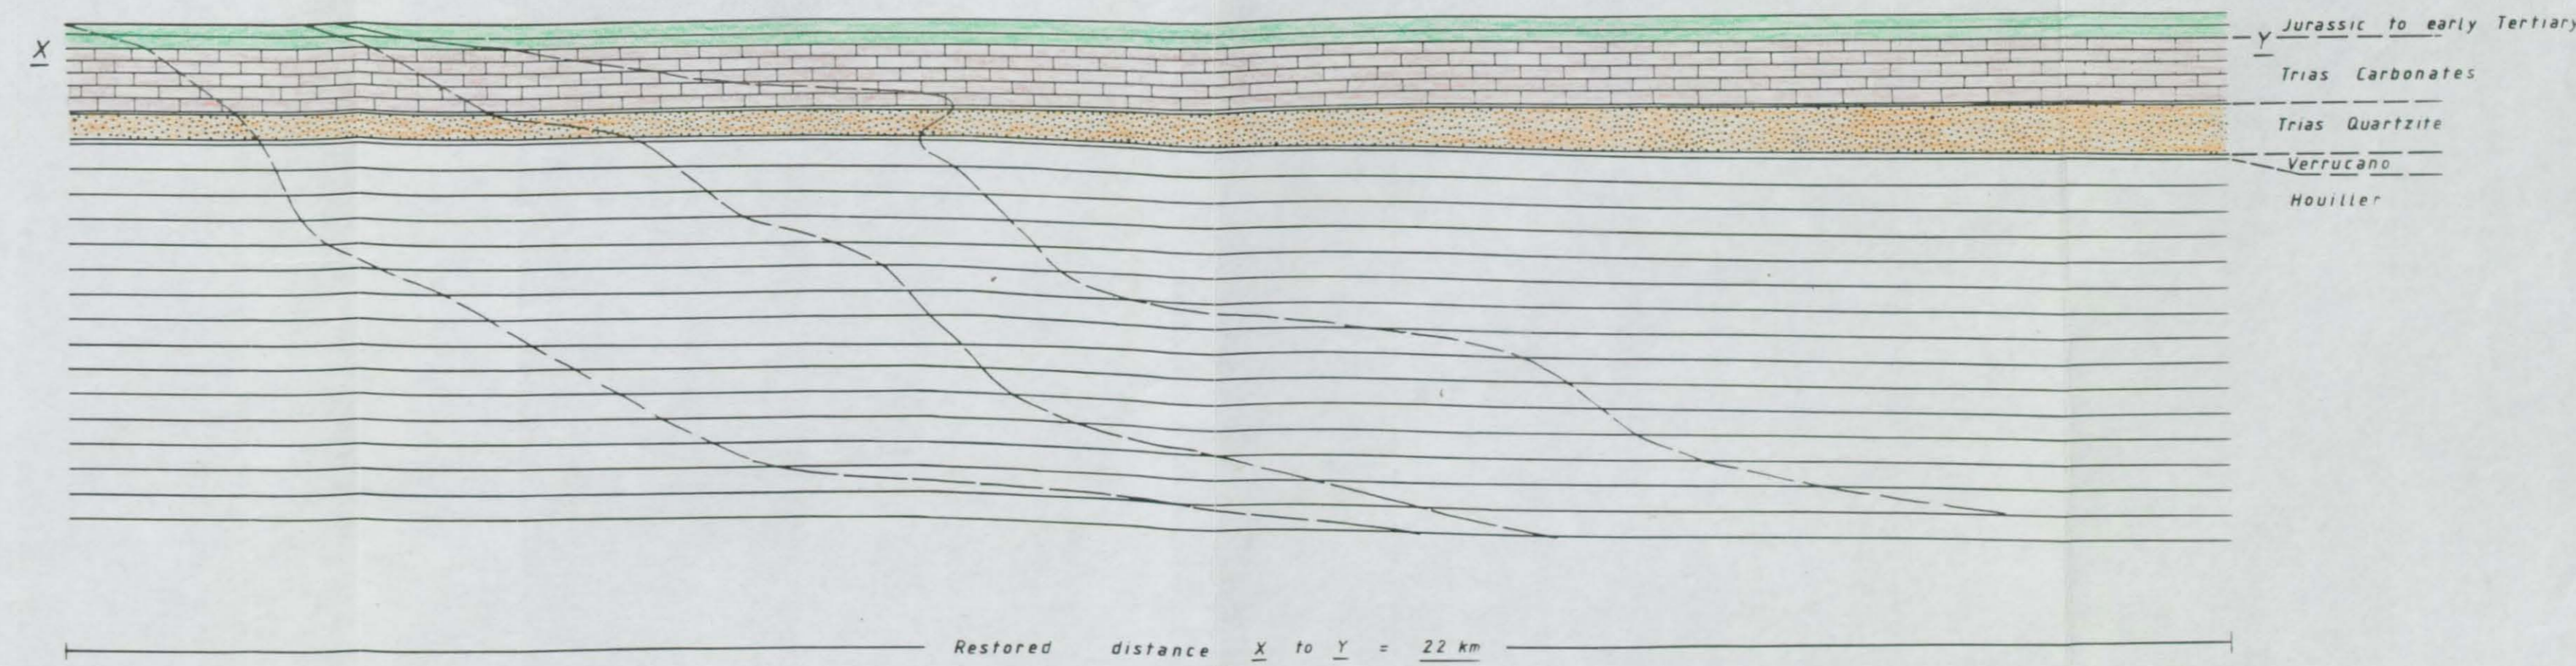 X
Y
Jurassic to early Tertiary
Trias Carbonates
Trias Quartzite
Verrucano
Houiller
Restored distance X to Y = 22 km